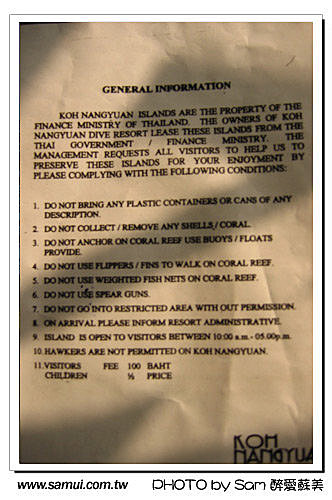 GENERAL INFORMATION
KOH NANGYUAN ISLANDS ARE THE PROPERTY OF THE
FINANCE MINISTRY OF THAILAND. THE OWNERS OF KOH
NANGYUAN DIVE RESORT LEASE THESE ISLANDS FROM THE
THAI GOVERNMENT / FINANCE MINISTRY. THE
MANAGEMENT REQUESTS ALL VISITORS TO HELP US TO
PRESERVE THESE ISLANDS FOR YOUR ENJOYMENT BY
PLEASE COMPLYING WITH THE FOLLOWING CONDITIONS:
1. DO NOT BRING ANY PLASTIC CONTAINERS OR CANS OF ANY
DESCRIPTION.
2. DO NOT COLLECT / REMOVE ANY SHELLS / CORAL.
3. DO NOT ANCHOR ON CORAL REEF USE BUOYS / FLOATS
PROVIDE.
4. DO NOT USE FLIPPERS / FINS TO WALK ON CORAL REEF.
5. DO NOT USE WEIGHTED FISH NETS ON CORAL REEF.
6. DO NOT USE SPEAR GUNS.
7. DO NOT GO INTO RESTRICTED AREA WITH OUT PERMISSION.
8. ON ARRIVAL PLEASE INFORM RESORT ADMINISTRATIVE.
9. ISLAND IS OPEN TO VISITORS BETWEEN 10:00 a.m. - 05.00p.m.
10. HAWKERS ARE NOT PERMITTED ON KOH NANGYUAN.
11. VISITORS FEE 100 BAHT
CHILDREN ½ PRICE
KOH
NANGYUA
www.samui.com.tw PHOTO by Sam 醉愛蘇美